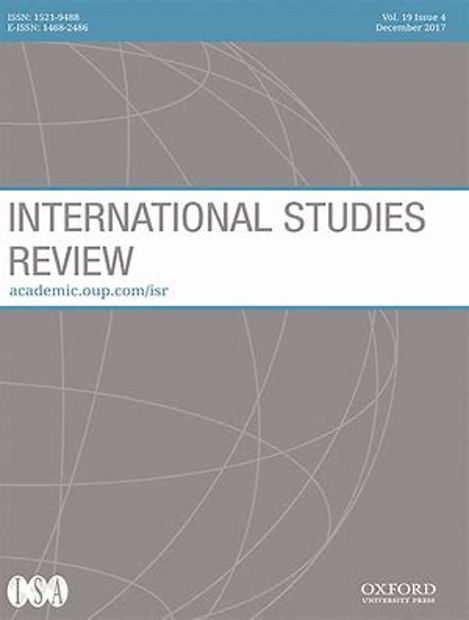 ISSN: 1521-9488
E-ISSN: 1468-2486
Vol. 19 Issue 4
December 2017
INTERNATIONAL STUDIES
REVIEW
academic.oup.com/isr
ISA
OXFORD
UNIVERSITY PRESS